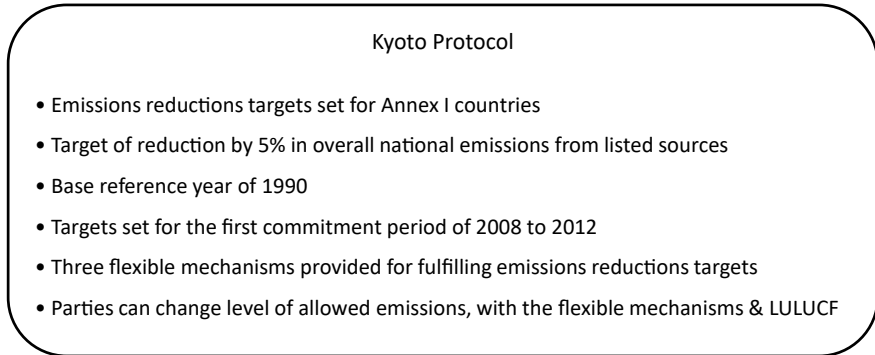 Kyoto Protocol
• Emissions reductions targets set for Annex I countries
• Target of reduction by 5% in overall national emissions from listed sources
• Base reference year of 1990
• Targets set for the first commitment period of 2008 to 2012
• Three flexible mechanisms provided for fulfilling emissions reductions targets
• Parties can change level of allowed emissions, with the flexible mechanisms & LULUCF